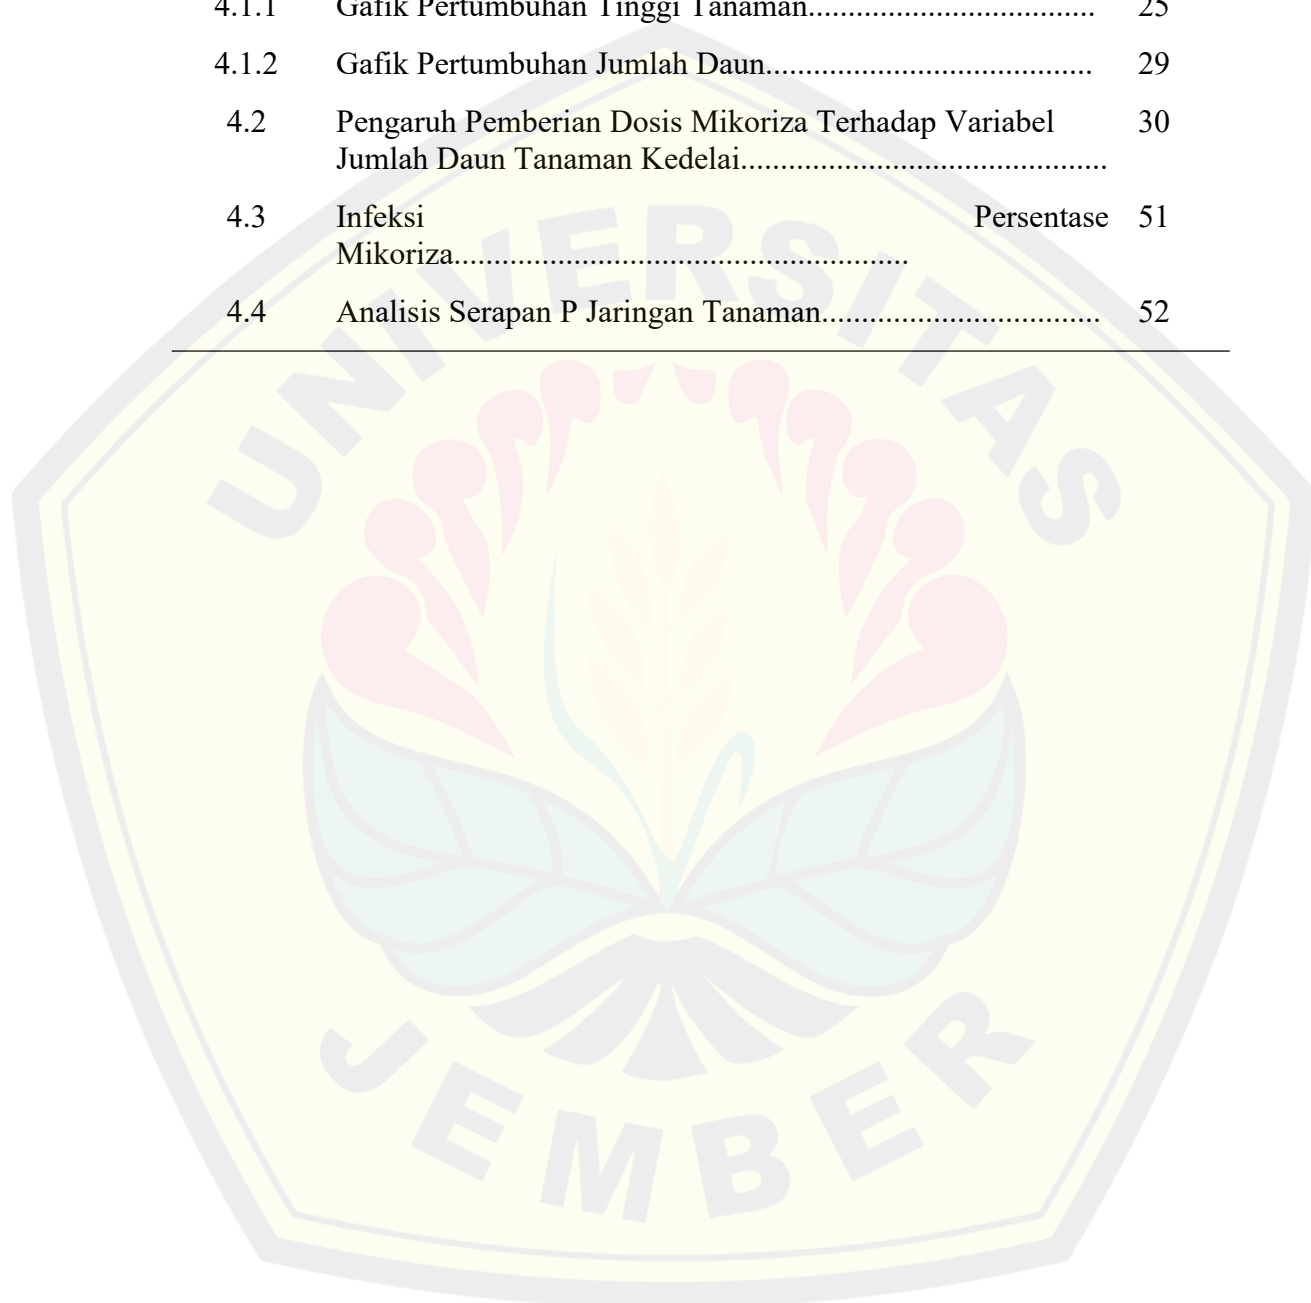 4.1.1 Gafik Pertumbuhan Tinggi Tanaman.................................... 25
4.1.2 Gafik Pertumbuhan Jumlah Daun......................................... 29
4.2 Pengaruh Pemberian Dosis Mikoriza Terhadap Variabel 30
Jumlah Daun Tanaman Kedelai..............................................
4.3 Infeksi Persentase 51
Mikoriza.........................................................
4.4 Analisis Serapan P Jaringan Tanaman................................... 52
UNIVERSITAS
JEMBER